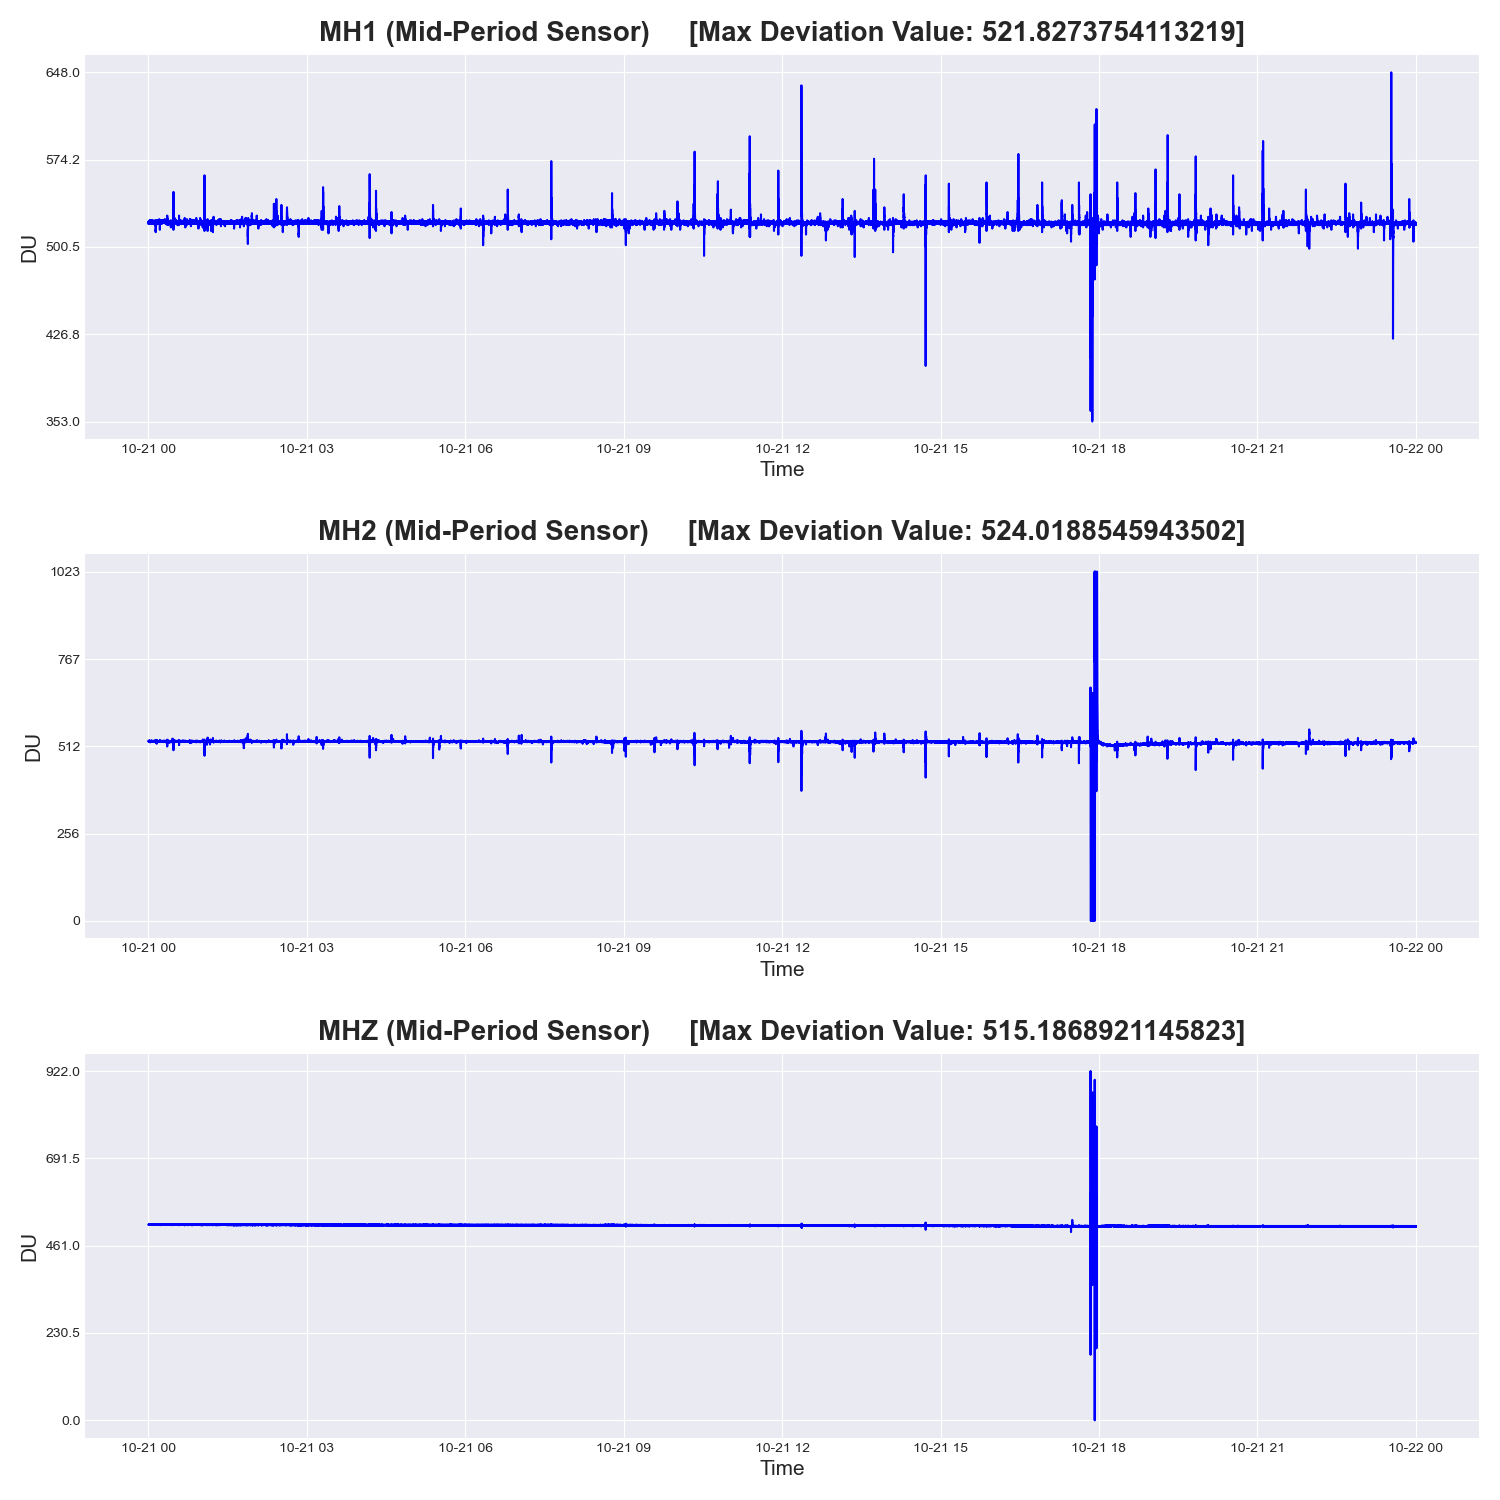 MH1 (Mid-Period Sensor) [Max Deviation Value: 521.8273754113219]
648.0
574.2
500.5
426.8
353.0
DU
10-21 00 10-21 03 10-21 06 10-21 09 10-21 12 10-21 15 10-21 18 10-21 21 10-22 00
Time
MH2 (Mid-Period Sensor) [Max Deviation Value: 524.0188545943502]
1023
767
512
256
0
DU
10-21 00 10-21 03 10-21 06 10-21 09 10-21 12 10-21 15 10-21 18 10-21 21 10-22 00
Time
MHZ (Mid-Period Sensor) [Max Deviation Value: 515.1868921145823]
922.0
691.5
461.0
230.5
0.0
DU
10-21 00 10-21 03 10-21 06 10-21 09 10-21 12 10-21 15 10-21 18 10-21 21 10-22 00
Time